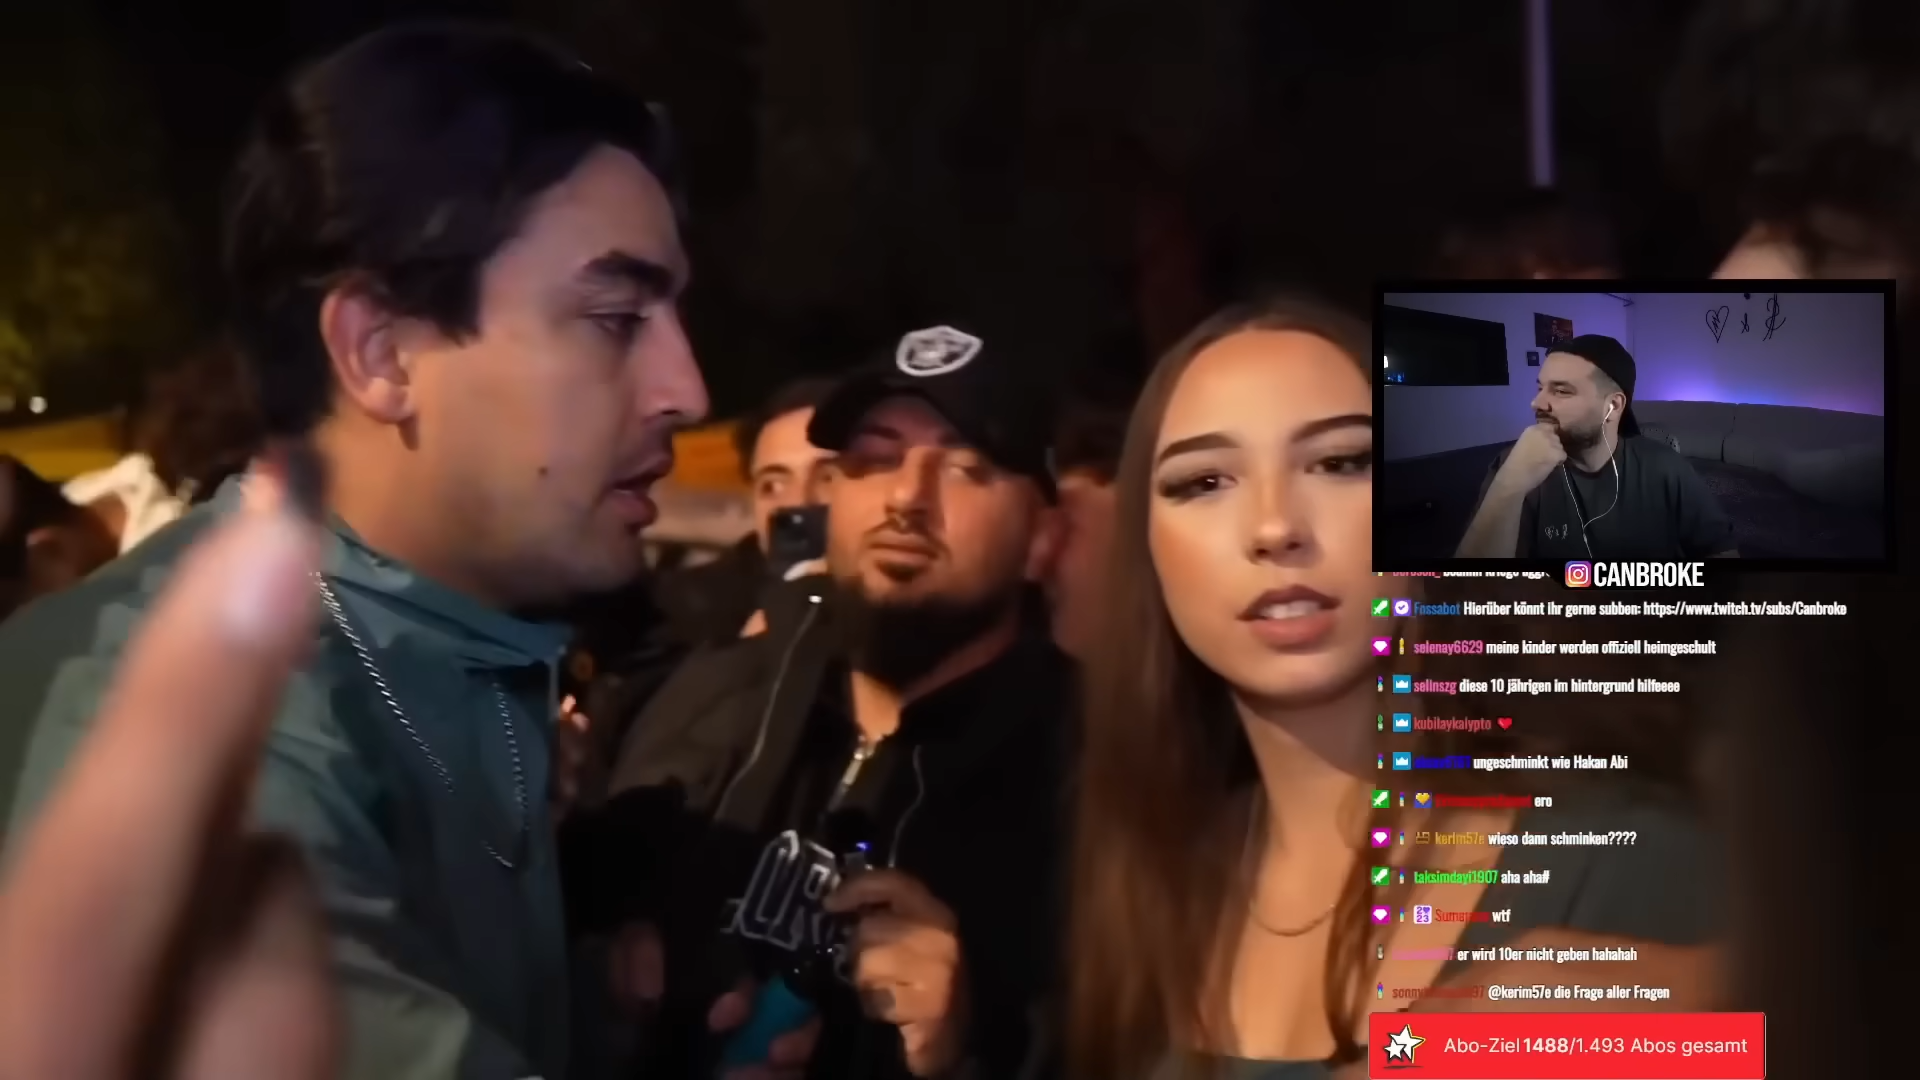 CANBROKE
Fossabot Hierüber könnt ihr gerne subben: https://www.twitch.tv/subs/Canbroke
selenay6629 meine kinder werden offiziell heimgeschult
selinszg diese 10 jährigen im hintergrund hilfeeee
kubilaykalypto
ungeschminkt wie Hakan Abi
ero
kerim57e wieso dann schminken????
taksimdayi1907 aha aha#
wtf
er wird 10er nicht geben hahahah
@kerim57e die Frage aller Fragen
Abo-Ziel 1488/1.493 Abos gesamt